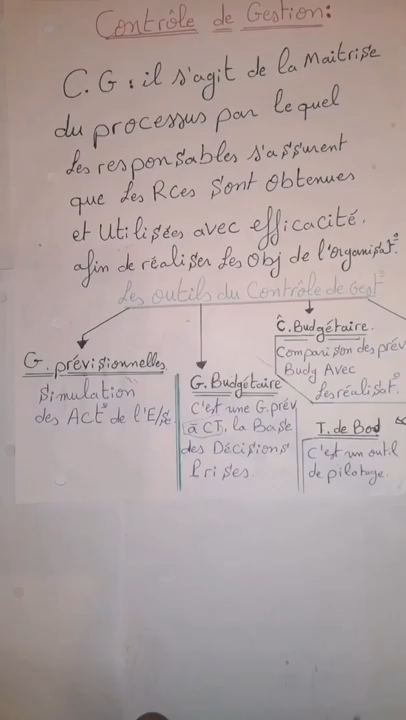 Contrôle de Gestion:
C.G: il s'agit de la Maitrise
du processus par le quel
Les responsables s'assurent
que Les Rces sont obtenues
et Utilisées avec efficacité.
afin de réaliser Les Obj de l'organisat°
Les outils du Contrôle de Gest°
G. prévisionnelles
Simulation
des Act° de l'E/se
G. Budgétaire
C'est une G. prév
à CT, la Base
des Décisions
Prises.
C. Budgétaire.
Comparaison des prév
Budg Avec
Les réalisat°
T. de Bord
C'est un outil
de pilotage.